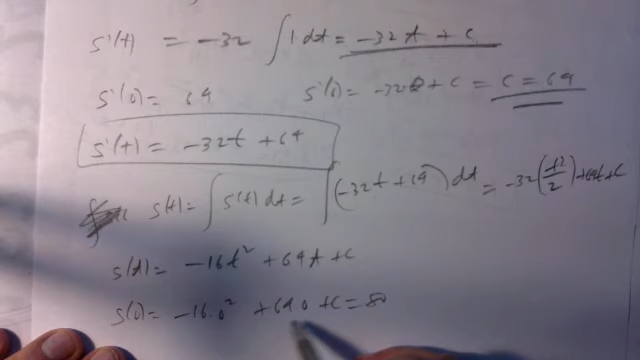 s'(t) = -32 ∫ 1 dt = -32t + c
s'(0) = 64 s'(0) = -32·0 + c = c = 64
s'(t) = -32t + 64
s(t) = ∫ s'(t) dt = ∫ (-32t + 64) dt = -32(t²/2) + 64t + c
s(t) = -16t² + 64t + c
s(0) = -16·0² + 64·0 + c = 80